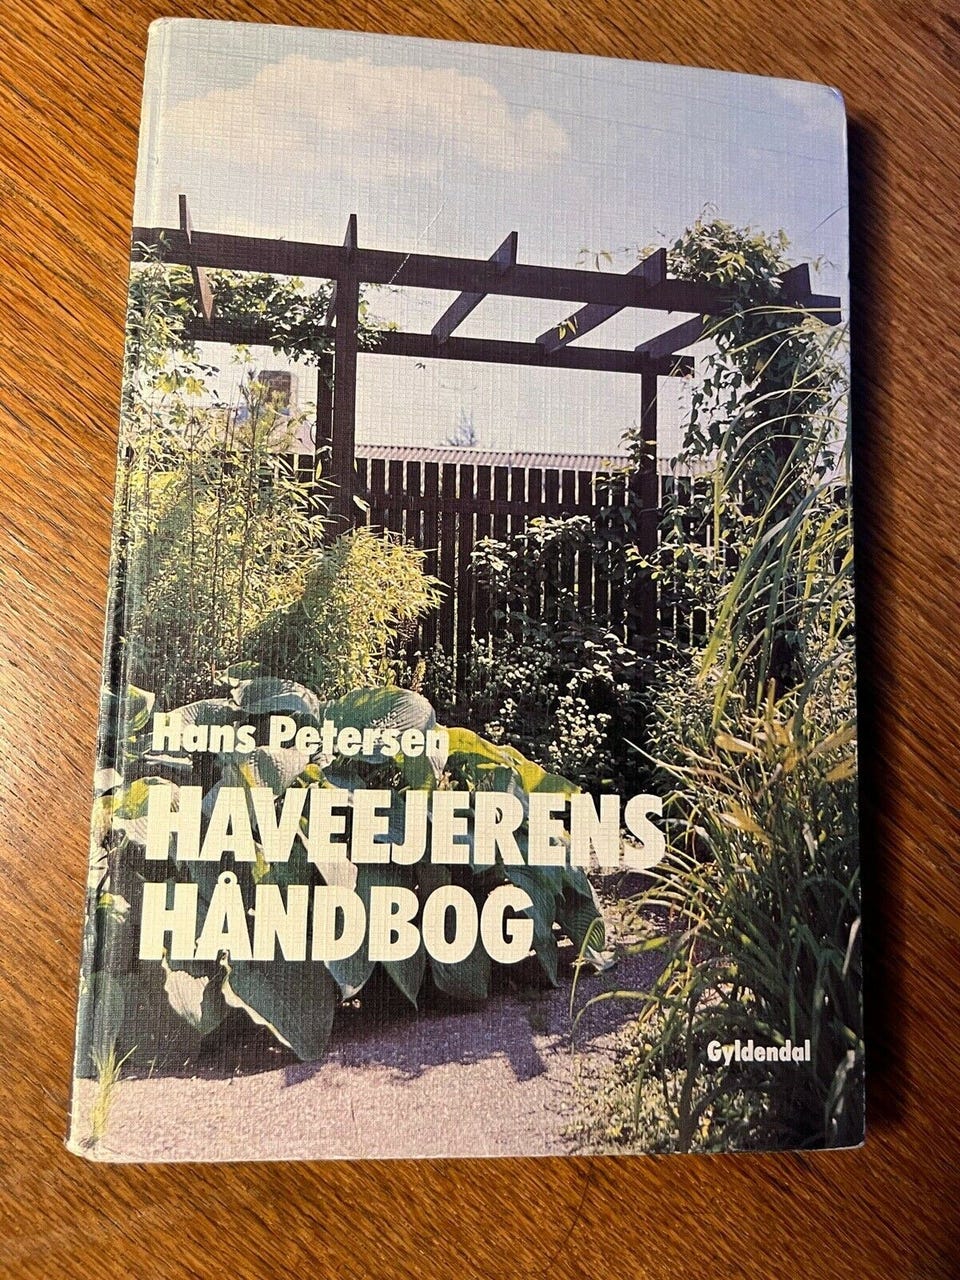 Hans Petersen
HAVEEJERENS
HÅNDBOG
Gyldendal